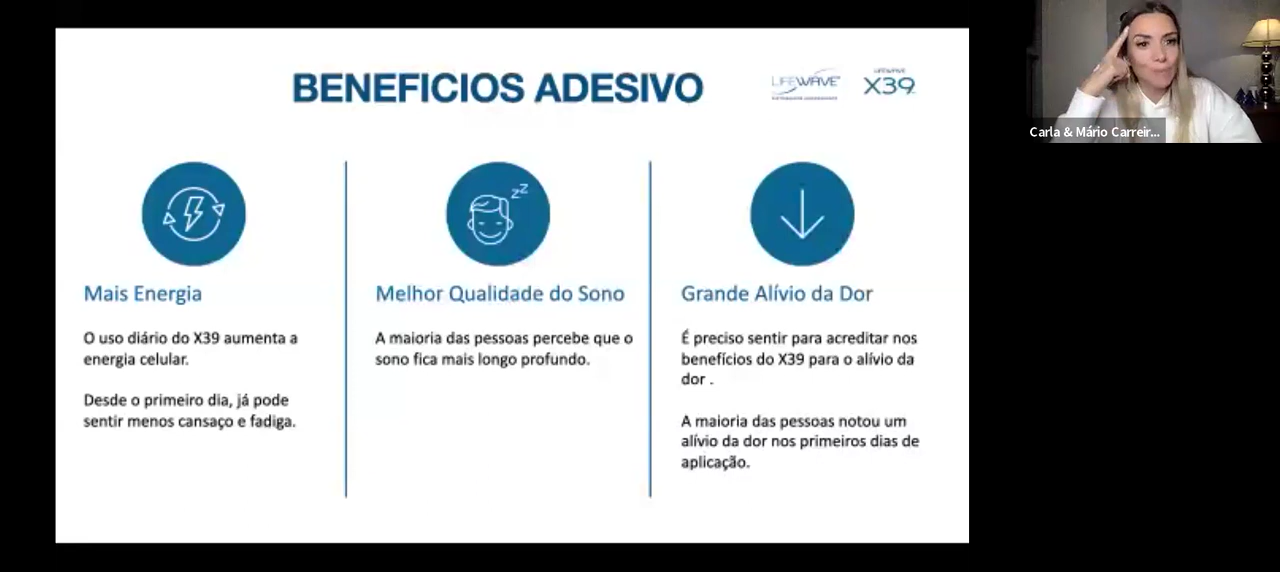 BENEFICIOS ADESIVO
LIFEWAVE
LIFEWAVE
X39
Carla & Mário Carreir...
zz
Mais Energia
O uso diário do X39 aumenta a
energia celular.
Desde o primeiro dia, já pode
sentir menos cansaço e fadiga.
Melhor Qualidade do Sono
A maioria das pessoas percebe que o
sono fica mais longo profundo.
Grande Alívio da Dor
É preciso sentir para acreditar nos
benefícios do X39 para o alívio da
dor .
A maioria das pessoas notou um
alívio da dor nos primeiros dias de
aplicação.